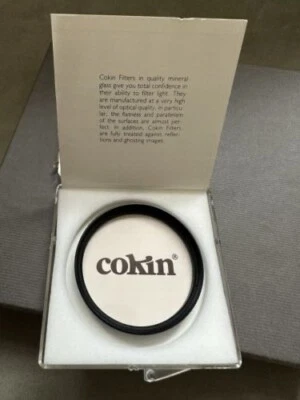 Cokin Filters in quality mineral
glass give you total confidence in
their ability to filter light. They
are manufactured at a very high
level of optical quality: in particu-
lar, the flatness and parallelism
of the surfaces are almost per-
fect. In addition, Cokin Filters
are fully treated against reflec-
tions and ghosting images.
cokin®
cokin